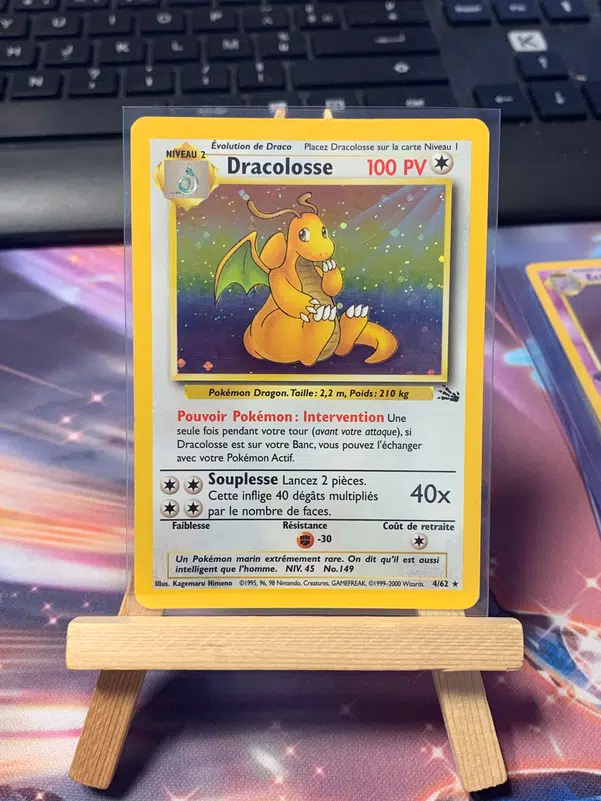 Évolution de Draco Placez Dracolosse sur la carte Niveau 1
NIVEAU 2
Dracolosse 100 PV
Pokémon Dragon. Taille: 2,2 m, Poids: 210 kg
Pouvoir Pokémon: Intervention Une
seule fois pendant votre tour (avant votre attaque), si
Dracolosse est sur votre Banc, vous pouvez l'échanger
avec votre Pokémon Actif.
Souplesse Lancez 2 pièces.
Cette inflige 40 dégâts multipliés
par le nombre de faces.
40x
Faiblesse Résistance Coût de retraite
-30
Un Pokémon marin extrêmement rare. On dit qu'il est aussi
intelligent que l'homme. NIV. 45 No. 149
Illus. Kagemaru Himeno ©1995, 96, 98 Nintendo, Creatures, GAMEFREAK. ©1999-2000 Wizards. 4/62 ★